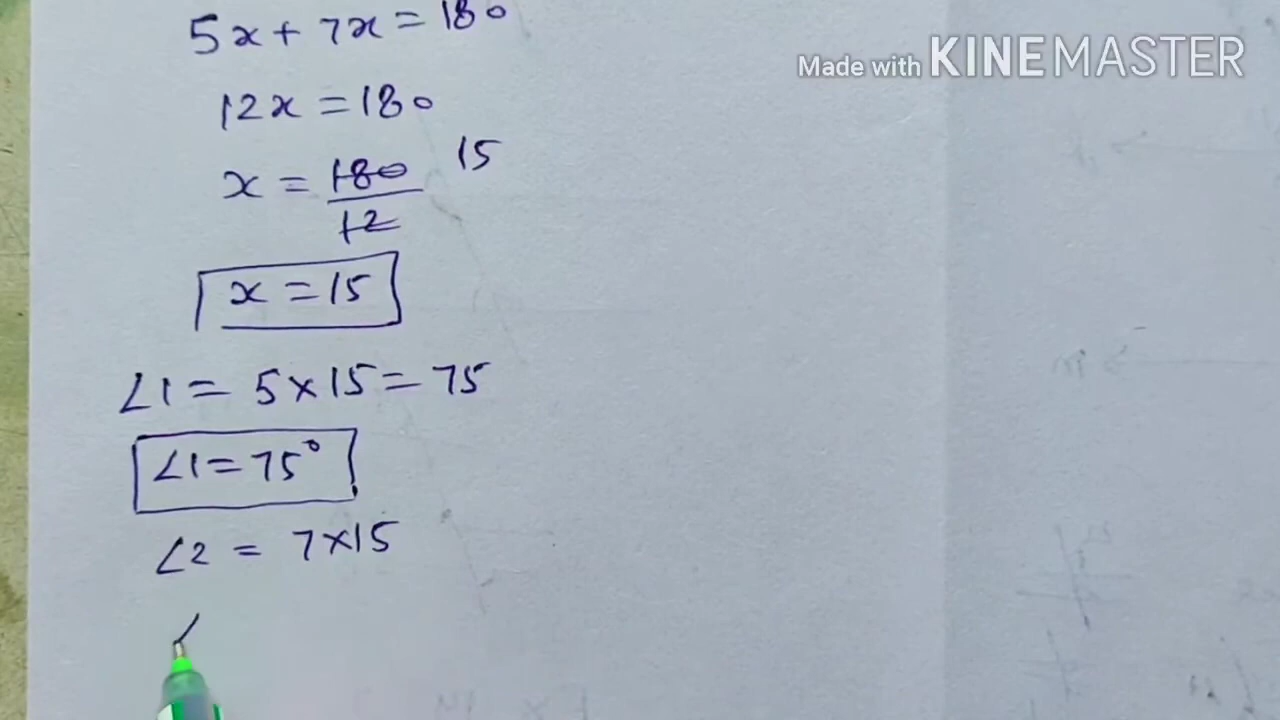 5x + 7x = 180
Made with KINEMASTER
12x = 180
x = 180/12 15
x = 15
∠1 = 5×15 = 75
∠1 = 75°
∠2 = 7×15